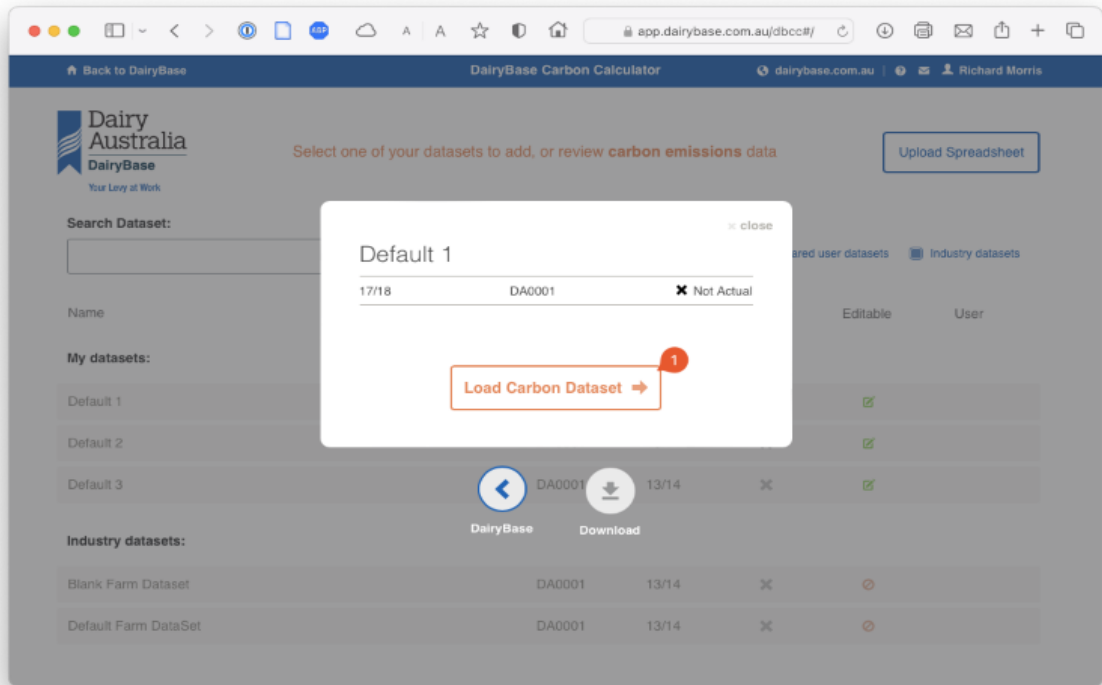 ABP
A A
app.dairybase.com.au/dbcc#/
Back to DairyBase
DairyBase Carbon Calculator
dairybase.com.au | Richard Morris
Dairy
Australia
DairyBase
Your Levy at Work
Select one of your datasets to add, or review carbon emissions data
Upload Spreadsheet
Search Dataset:
ared user datasets
Industry datasets
Name
Editable
User
My datasets:
Default 1
Default 2
Default 3 DA0001 13/14
Industry datasets:
Blank Farm Dataset DA0001 13/14
Default Farm DataSet DA0001 13/14
close
Default 1
17/18 DA0001 Not Actual
Load Carbon Dataset
1
DairyBase
Download